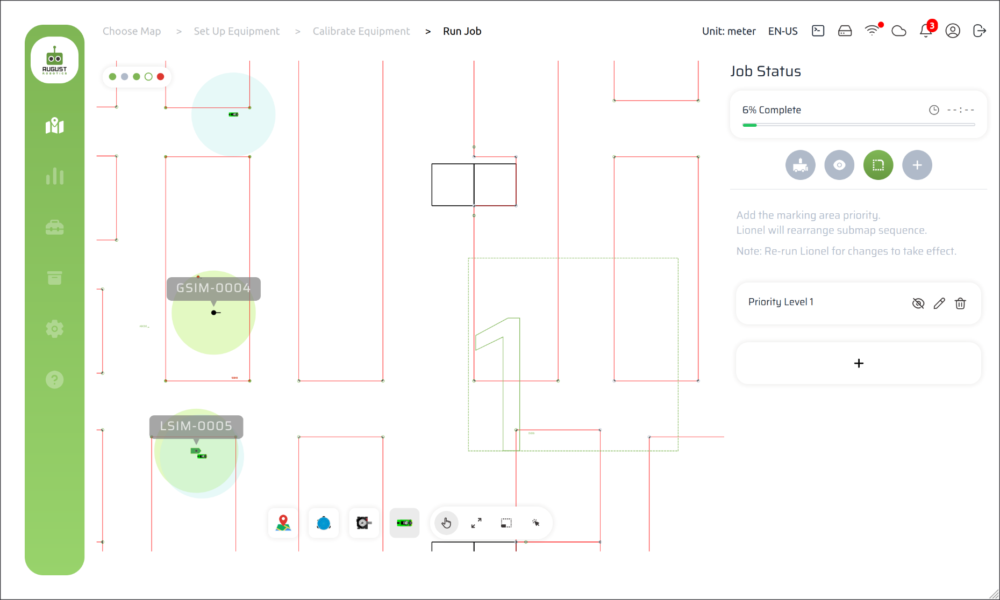 Choose Map > Set Up Equipment > Calibrate Equipment > Run Job
Unit: meter EN-US
3
AUGUST
ROBOTICS
Job Status
6% Complete
--:--
Add the marking area priority.
Lionel will rearrange submap sequence.
Note: Re-run Lionel for changes to take effect.
Priority Level 1
+
GSIM-0004
LSIM-0005
1